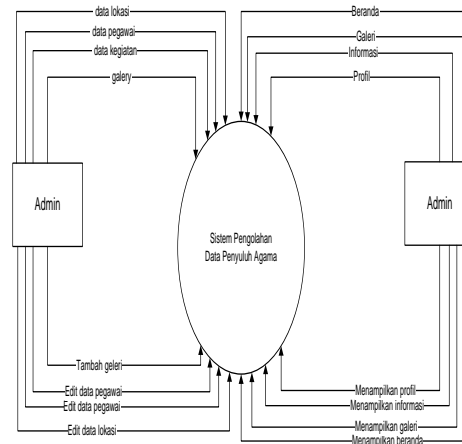 data lokasi
data pegawai
data kegiatan
galery
Beranda
Galeri
Informasi
Profil
Admin
Sistem Pengolahan
Data Penyuluh Agama
Admin
Tambah geleri
Edit data pegawai
Edit data pegawai
Edit data lokasi
Menampilkan profil
Menampilkan informasi
Menampilkan galeri
Menampilkan beranda